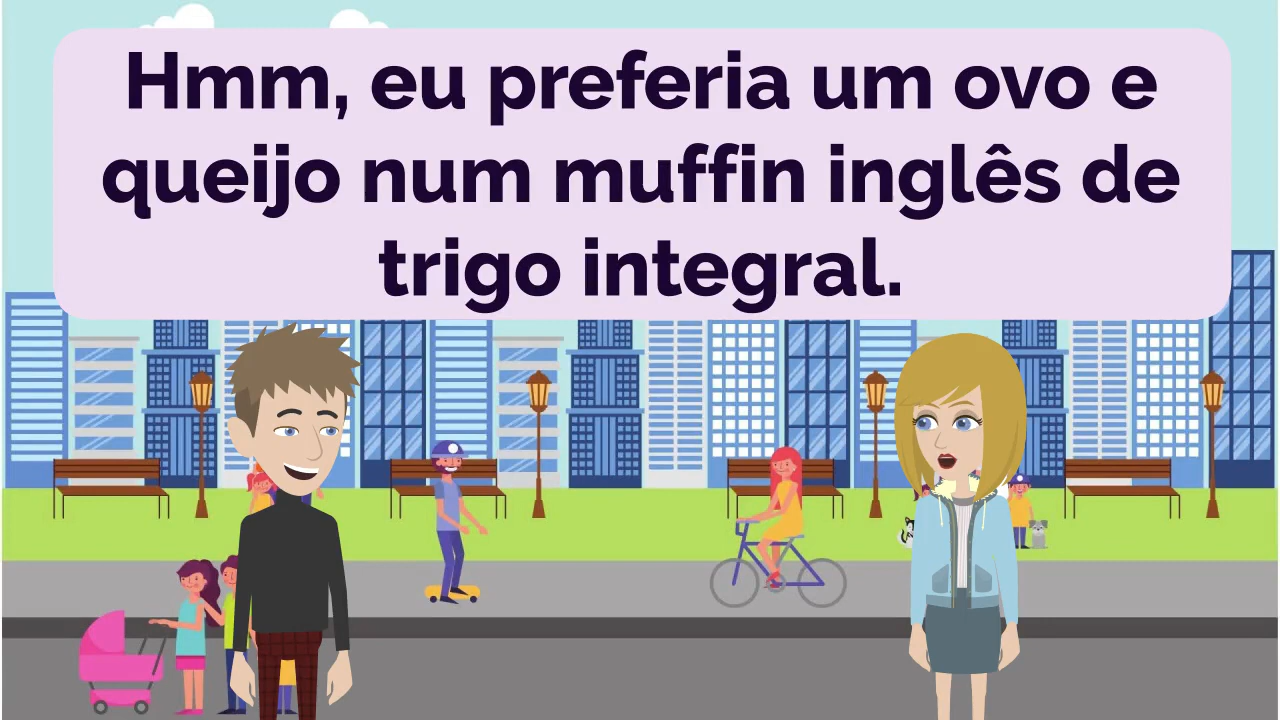 Hmm, eu preferia um ovo e
queijo num muffin inglês de
trigo integral.